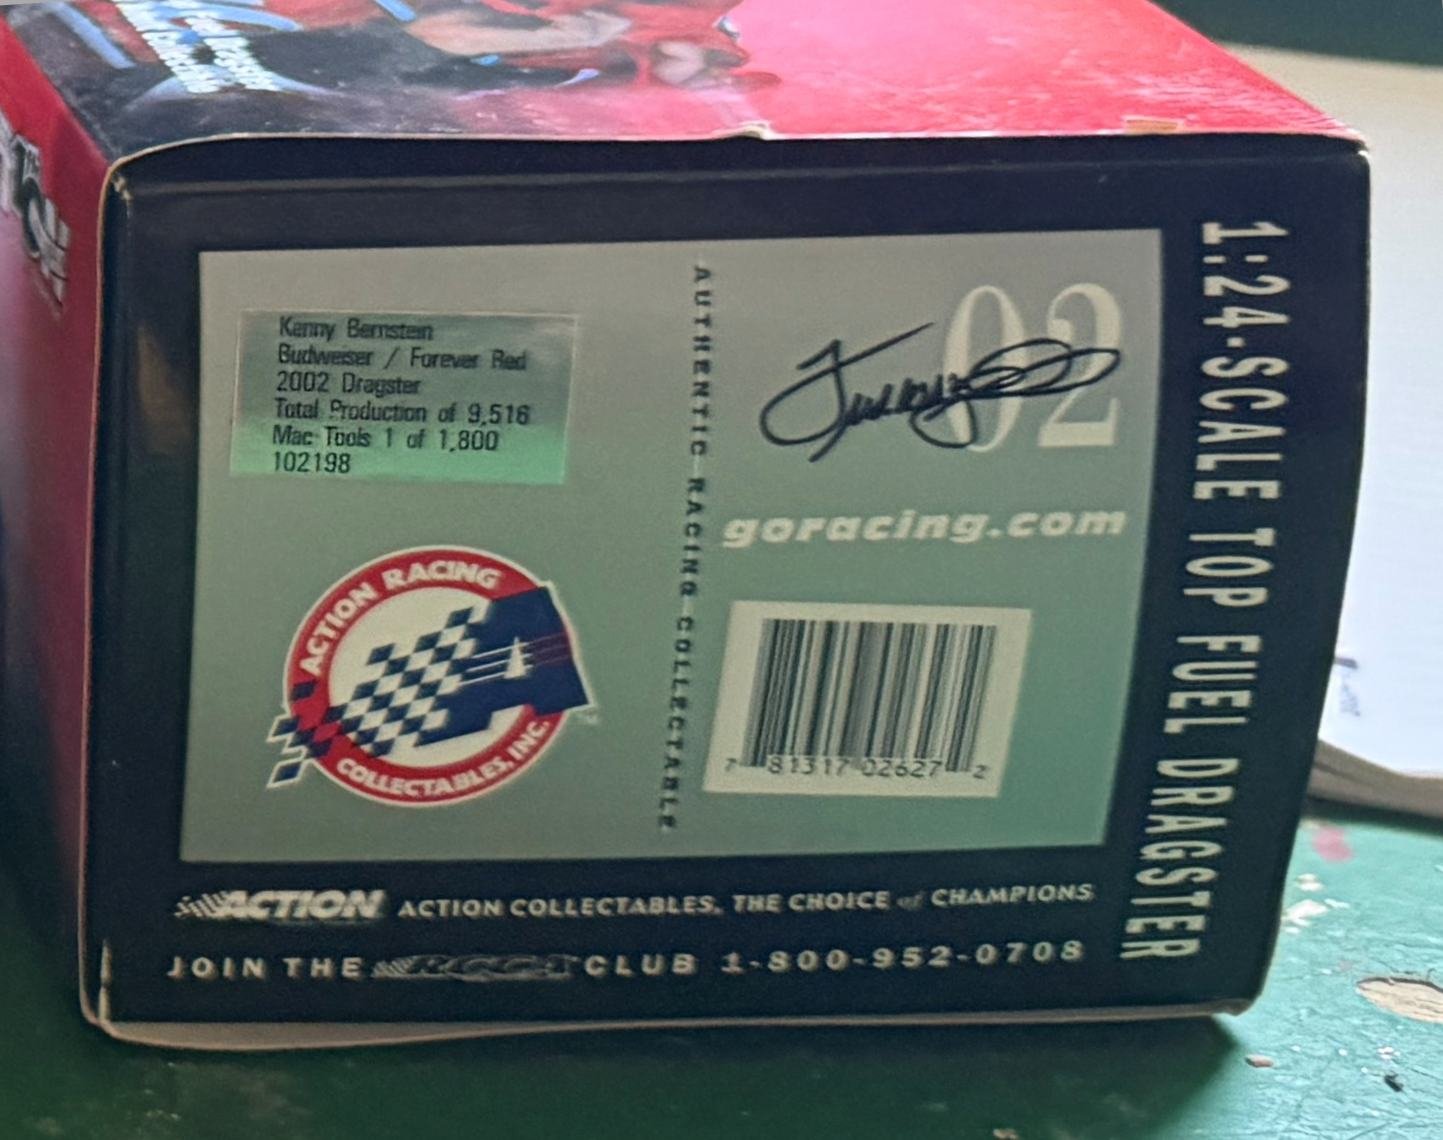 Kenny Bernstein
Budweiser / Forever Red
2002 Dragster
Total Production of 9,516
Mac Tools 1 of 1,800
102198
ACTION RACING
COLLECTABLES, INC.
AUTHENTIC RACING COLLECTABLE
02
goracing.com
7 81317 02627 2
1:24-SCALE TOP FUEL DRAGSTER
ACTION ACTION COLLECTABLES, THE CHOICE of CHAMPIONS
JOIN THE RCCA CLUB 1-800-952-0708